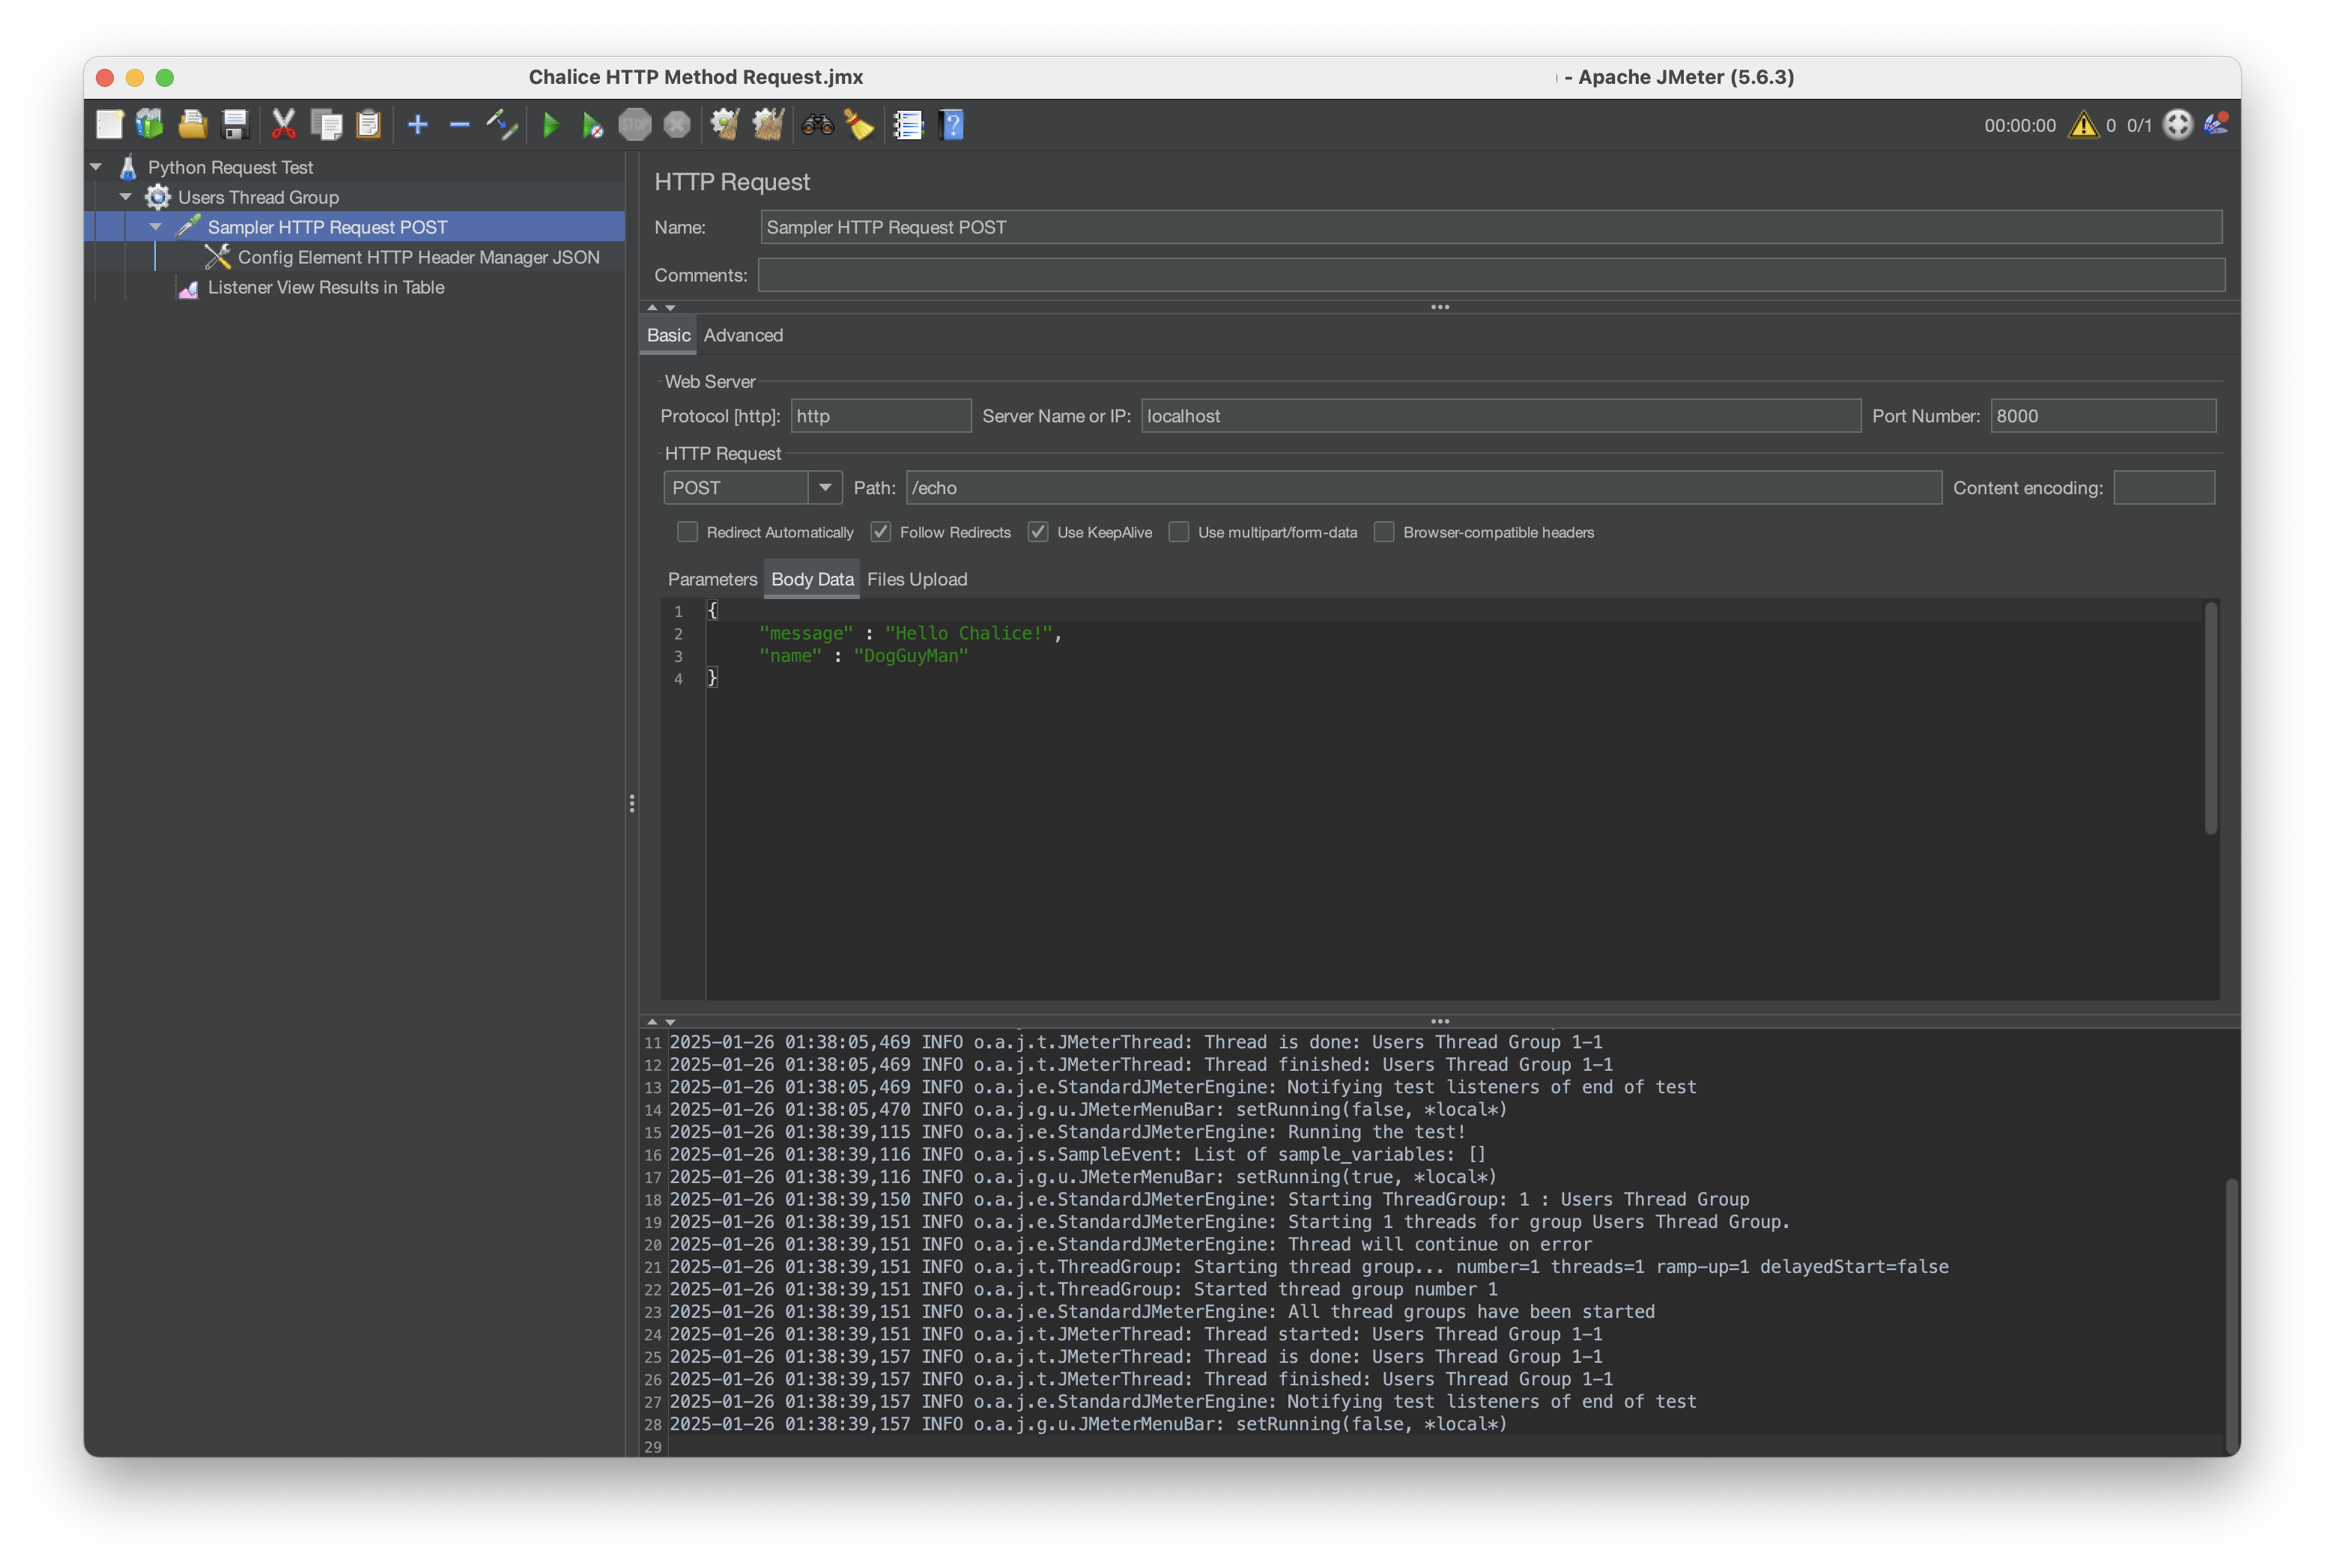 Chalice HTTP Method Request.jmx - Apache JMeter (5.6.3)
STOP
00:00:00 0 0/1
Python Request Test
Users Thread Group
Sampler HTTP Request POST
Config Element HTTP Header Manager JSON
Listener View Results in Table
HTTP Request
Name: Sampler HTTP Request POST
Comments:
Basic Advanced
Web Server
Protocol [http]: http Server Name or IP: localhost Port Number: 8000
HTTP Request
POST Path: /echo Content encoding:
Redirect Automatically Follow Redirects Use KeepAlive Use multipart/form-data Browser-compatible headers
Parameters Body Data Files Upload
1 {
2 "message" : "Hello Chalice!",
3 "name" : "DogGuyMan"
4 }
11 2025-01-26 01:38:05,469 INFO o.a.j.t.JMeterThread: Thread is done: Users Thread Group 1-1
12 2025-01-26 01:38:05,469 INFO o.a.j.t.JMeterThread: Thread finished: Users Thread Group 1-1
13 2025-01-26 01:38:05,469 INFO o.a.j.e.StandardJMeterEngine: Notifying test listeners of end of test
14 2025-01-26 01:38:05,470 INFO o.a.j.g.u.JMeterMenuBar: setRunning(false, *local*)
15 2025-01-26 01:38:39,115 INFO o.a.j.e.StandardJMeterEngine: Running the test!
16 2025-01-26 01:38:39,116 INFO o.a.j.s.SampleEvent: List of sample_variables: []
17 2025-01-26 01:38:39,116 INFO o.a.j.g.u.JMeterMenuBar: setRunning(true, *local*)
18 2025-01-26 01:38:39,150 INFO o.a.j.e.StandardJMeterEngine: Starting ThreadGroup: 1 : Users Thread Group
19 2025-01-26 01:38:39,151 INFO o.a.j.e.StandardJMeterEngine: Starting 1 threads for group Users Thread Group.
20 2025-01-26 01:38:39,151 INFO o.a.j.e.StandardJMeterEngine: Thread will continue on error
21 2025-01-26 01:38:39,151 INFO o.a.j.t.ThreadGroup: Starting thread group... number=1 threads=1 ramp-up=1 delayedStart=false
22 2025-01-26 01:38:39,151 INFO o.a.j.t.ThreadGroup: Started thread group number 1
23 2025-01-26 01:38:39,151 INFO o.a.j.e.StandardJMeterEngine: All thread groups have been started
24 2025-01-26 01:38:39,151 INFO o.a.j.t.JMeterThread: Thread started: Users Thread Group 1-1
25 2025-01-26 01:38:39,157 INFO o.a.j.t.JMeterThread: Thread is done: Users Thread Group 1-1
26 2025-01-26 01:38:39,157 INFO o.a.j.t.JMeterThread: Thread finished: Users Thread Group 1-1
27 2025-01-26 01:38:39,157 INFO o.a.j.e.StandardJMeterEngine: Notifying test listeners of end of test
28 2025-01-26 01:38:39,157 INFO o.a.j.g.u.JMeterMenuBar: setRunning(false, *local*)
29